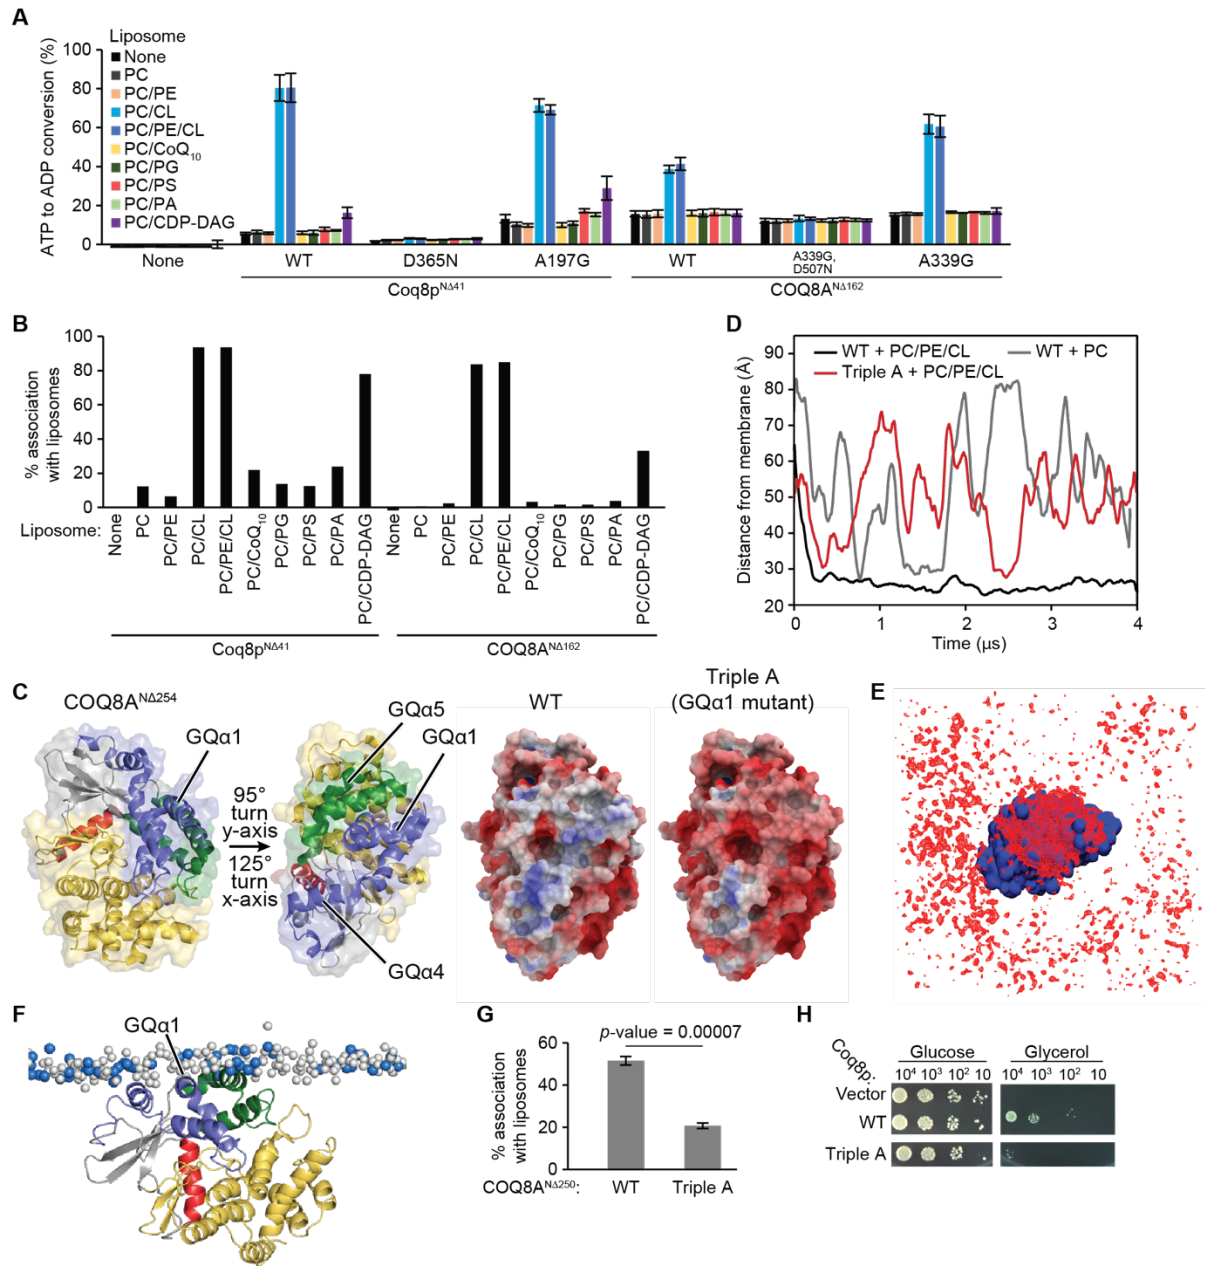 A
Liposome
None
PC
PC/PE
PC/CL
PC/PE/CL
PC/CoQ10
PC/PG
PC/PS
PC/PA
PC/CDP-DAG
ATP to ADP conversion (%)
100
80
60
40
20
0
None
WT
D365N
A197G
WT
A339G,
D507N
A339G
Coq8pNΔ41
COQ8ANΔ162
B
% association
with liposomes
100
80
60
40
20
0
Liposome:
None
PC
PC/PE
PC/CL
PC/PE/CL
PC/CoQ10
PC/PG
PC/PS
PC/PA
PC/CDP-DAG
None
PC
PC/PE
PC/CL
PC/PE/CL
PC/CoQ10
PC/PG
PC/PS
PC/PA
PC/CDP-DAG
Coq8pNΔ41
COQ8ANΔ162
D
WT + PC/PE/CL
WT + PC
Triple A + PC/PE/CL
Distance from membrane (Å)
90
80
70
60
50
40
30
20
0
1
2
3
4
Time (µs)
C
COQ8ANΔ254
GQα1
95°
turn
y-axis
125°
turn
x-axis
GQα5
GQα1
GQα4
WT
Triple A
(GQα1 mutant)
E
F
GQα1
G
p-value = 0.00007
% association
with liposomes
60
40
20
0
COQ8ANΔ250:
WT
Triple A
H
Coq8p:
Glucose
Glycerol
10⁴ 10³ 10² 10
10⁴ 10³ 10² 10
Vector
WT
Triple A